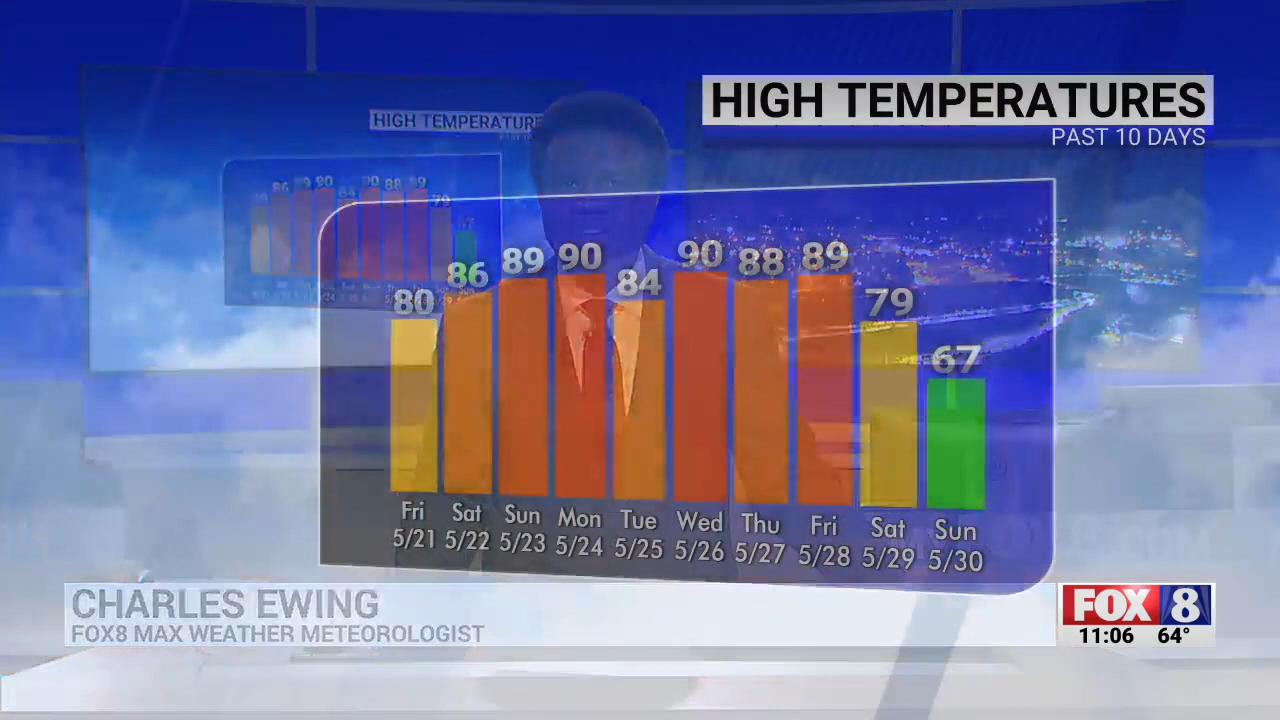 HIGH TEMPERATURES
PAST 10 DAYS
HIGH TEMPERATURE
80 86 89 90 84 90 88 89 79 67
Fri Sat Sun Mon Tue Wed Thu Fri Sat Sun
5/21 5/22 5/23 5/24 5/25 5/26 5/27 5/28 5/29 5/30
CHARLES EWING
FOX8 MAX WEATHER METEOROLOGIST
FOX 8
11:06 64°